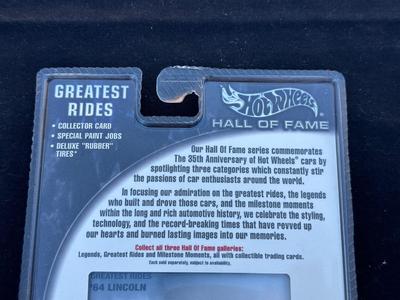 GREATEST
RIDES
• COLLECTOR CARD
• SPECIAL PAINT JOBS
• DELUXE "RUBBER"
TIRES*
HOT WHEELS
HALL OF FAME
Our Hall Of Fame series commemorates
The 35th Anniversary of Hot Wheels® cars by
spotlighting three categories which constantly stir
the passions of car enthusiasts around the world.
In focusing our admiration on the greatest rides, the legends
who built and drove those cars, and the milestone moments
within the long and rich automotive history, we celebrate the styling,
technology, and the record-breaking times that have revved up
our hearts and burned lasting images into our memories.
Collect all three Hall Of Fame galleries:
Legends, Greatest Rides and Milestone Moments, all with collectible trading cards.
Each sold separately, subject to availability.
GREATEST RIDES
'64 LINCOLN